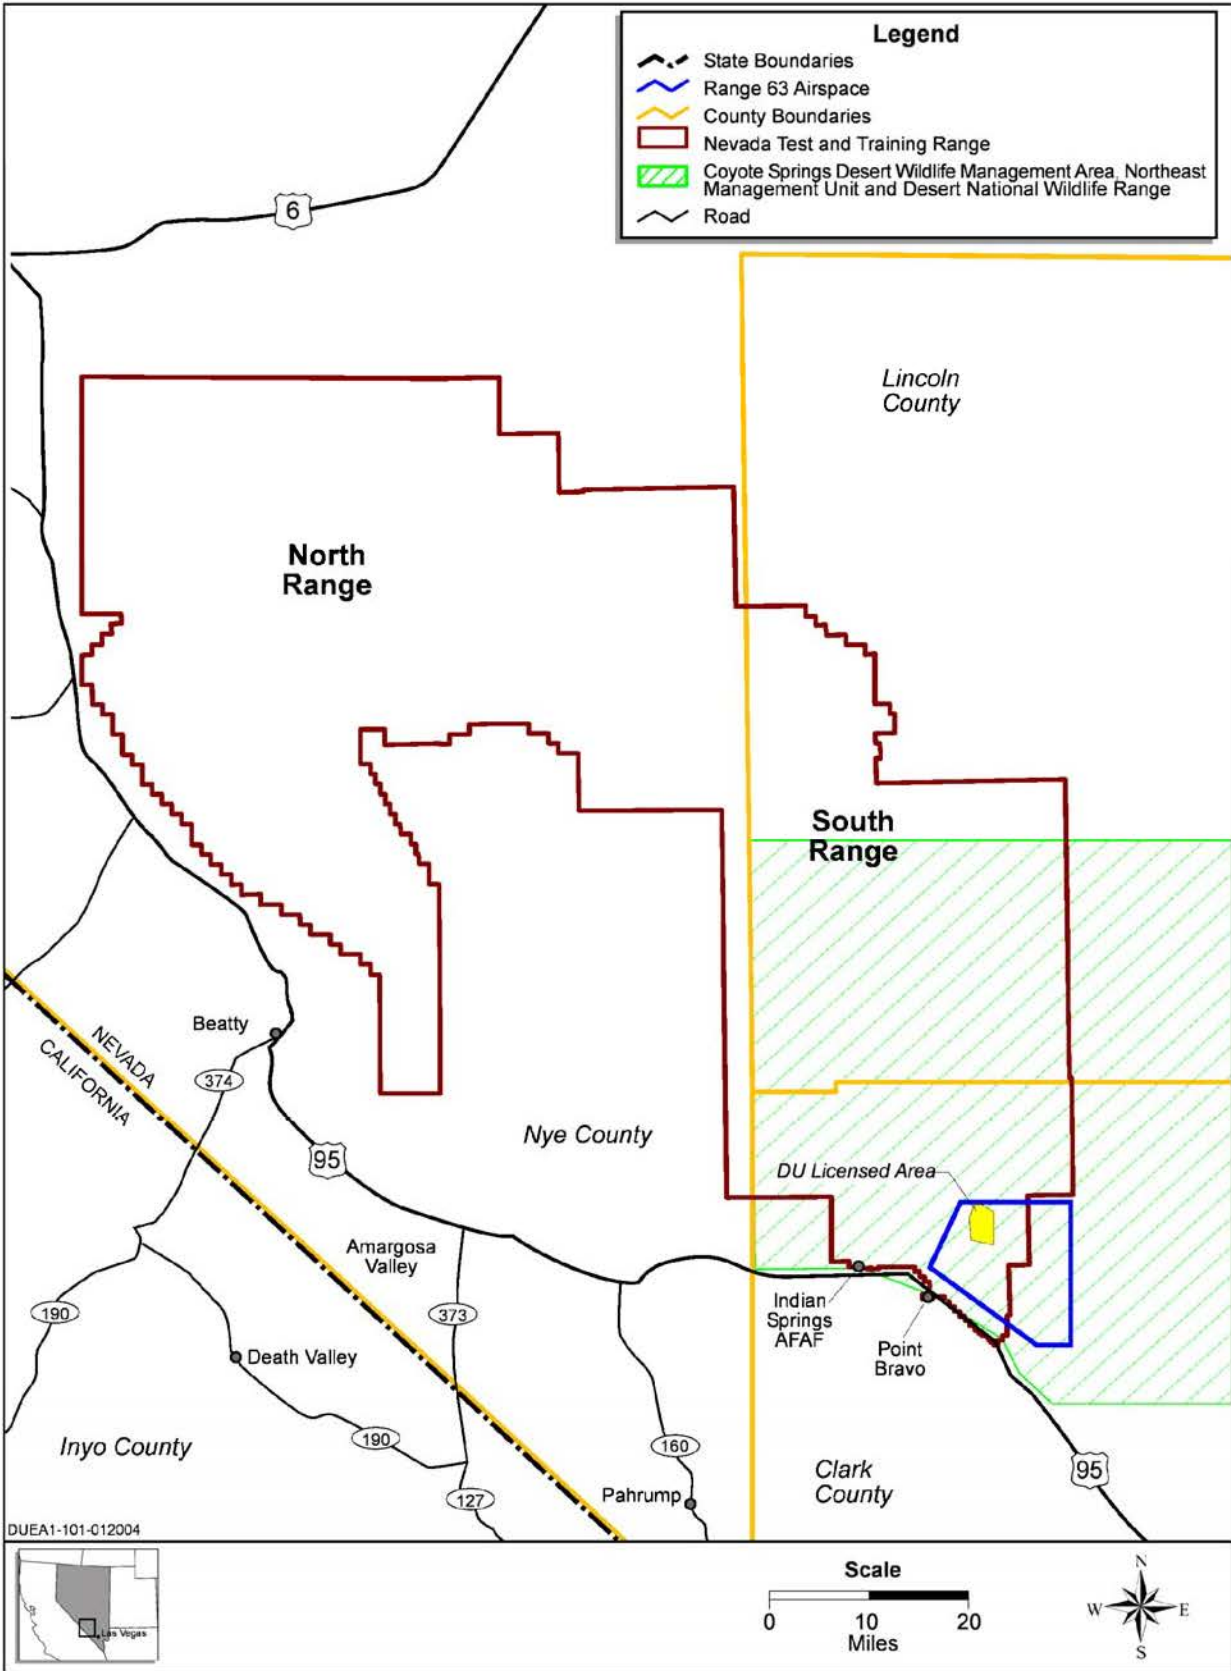 Legend
State Boundaries
Range 63 Airspace
County Boundaries
Nevada Test and Training Range
Coyote Springs Desert Wildlife Management Area, Northeast
Management Unit and Desert National Wildlife Range
Road
6
Lincoln
County
North
Range
South
Range
Beatty
NEVADA
CALIFORNIA
374
95
Nye County
DU Licensed Area
Amargosa
Valley
190
373
Indian
Springs
AFAF
Point
Bravo
Death Valley
Inyo County
190
160
127
Pahrump
Clark
County
95
DUEA1-101-012004
Las Vegas
Scale
0
10
20
Miles
N
W
E
S